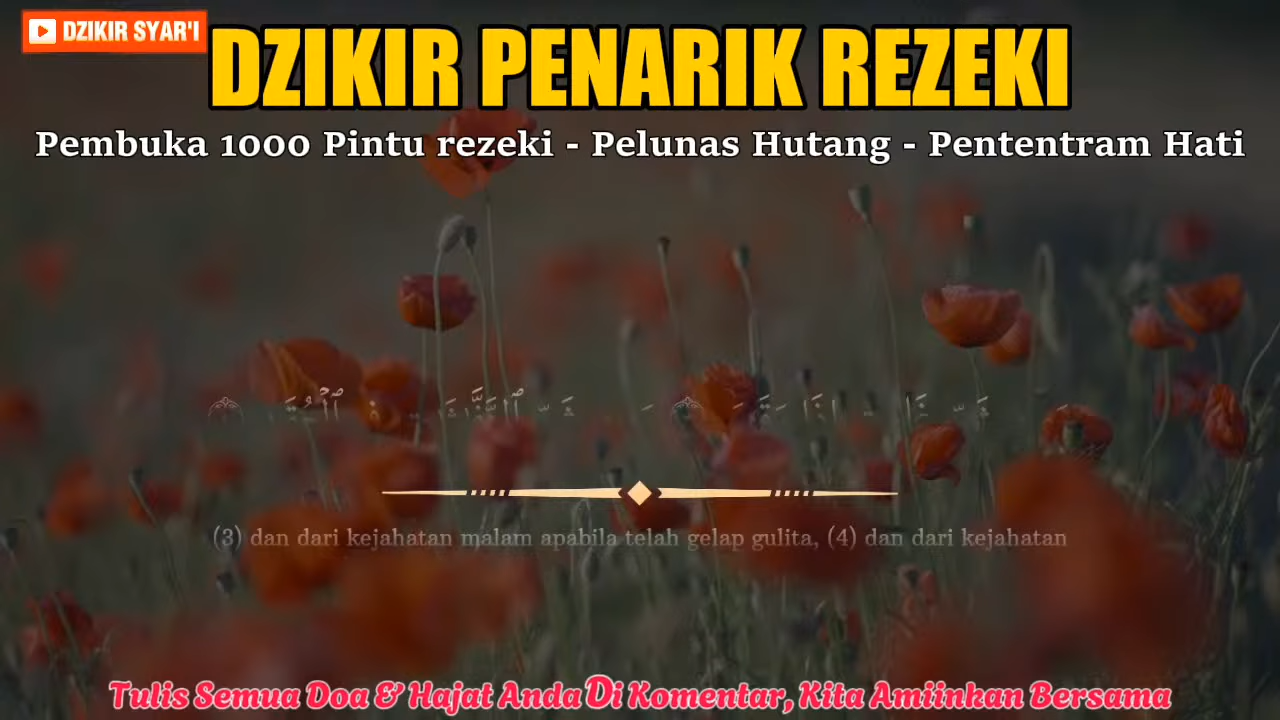 DZIKIR SYAR'I
DZIKIR PENARIK REZEKI
Pembuka 1000 Pintu rezeki - Pelunas Hutang - Pententram Hati
(3) dan dari kejahatan malam apabila telah gelap gulita, (4) dan dari kejahatan
Tulis Semua Doa & Hajat Anda Di Komentar, Kita Amiinkan Bersama